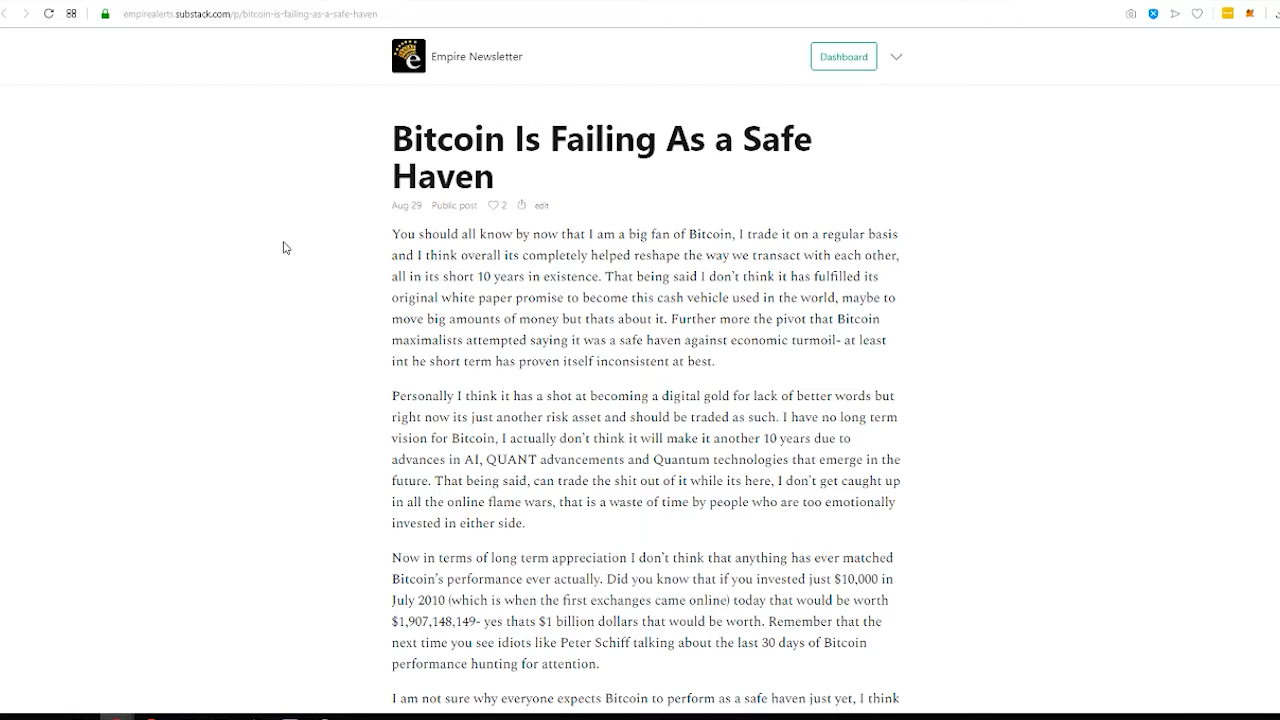 empirealerts.substack.com/p/bitcoin-is-failing-as-a-safe-haven
e
Empire Newsletter
Dashboard
Bitcoin Is Failing As a Safe
Haven
Aug 29 Public post 2 edit
You should all know by now that I am a big fan of Bitcoin, I trade it on a regular basis
and I think overall its completely helped reshape the way we transact with each other,
all in its short 10 years in existence. That being said I don't think it has fulfilled its
original white paper promise to become this cash vehicle used in the world, maybe to
move big amounts of money but thats about it. Further more the pivot that Bitcoin
maximalists attempted saying it was a safe haven against economic turmoil- at least
int he short term has proven itself inconsistent at best.
Personally I think it has a shot at becoming a digital gold for lack of better words but
right now its just another risk asset and should be traded as such. I have no long term
vision for Bitcoin, I actually don't think it will make it another 10 years due to
advances in AI, QUANT advancements and Quantum technologies that emerge in the
future. That being said, can trade the shit out of it while its here, I don't get caught up
in all the online flame wars, that is a waste of time by people who are too emotionally
invested in either side.
Now in terms of long term appreciation I don't think that anything has ever matched
Bitcoin's performance ever actually. Did you know that if you invested just $10,000 in
July 2010 (which is when the first exchanges came online) today that would be worth
$1,907,148,149- yes thats $1 billion dollars that would be worth. Remember that the
next time you see idiots like Peter Schiff talking about the last 30 days of Bitcoin
performance hunting for attention.
I am not sure why everyone expects Bitcoin to perform as a safe haven just yet, I think